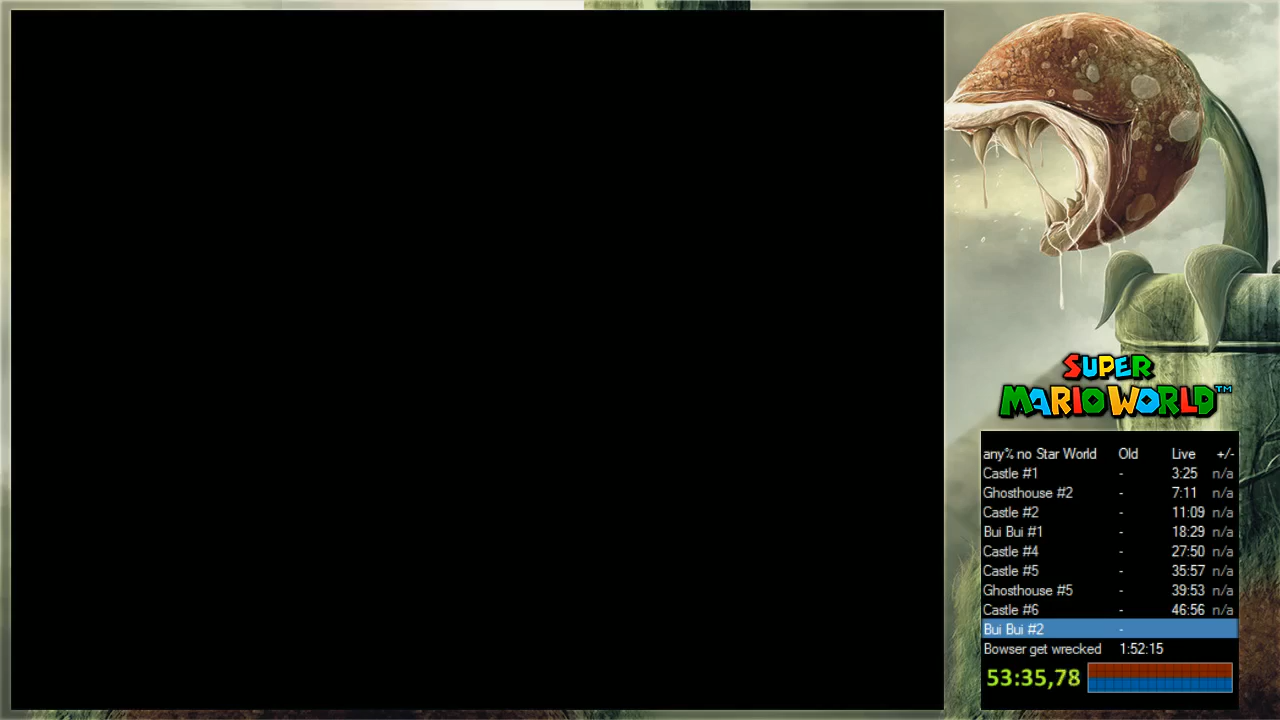 SUPER
MARIO WORLD™
any% no Star World Old Live +/-
Castle #1 - 3:25 n/a
Ghosthouse #2 - 7:11 n/a
Castle #2 - 11:09 n/a
Bui Bui #1 - 18:29 n/a
Castle #4 - 27:50 n/a
Castle #5 - 35:57 n/a
Ghosthouse #5 - 39:53 n/a
Castle #6 - 46:56 n/a
Bui Bui #2 -
Bowser get wrecked 1:52:15
53:35,78